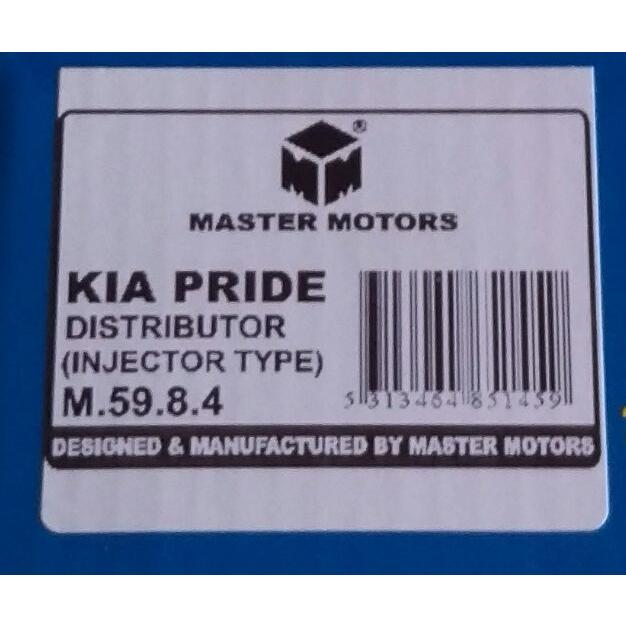 ®
MASTER MOTORS
KIA PRIDE
DISTRIBUTOR
(INJECTOR TYPE)
M.59.8.4
5 313464 851459
DESIGNED & MANUFACTURED BY MASTER MOTORS